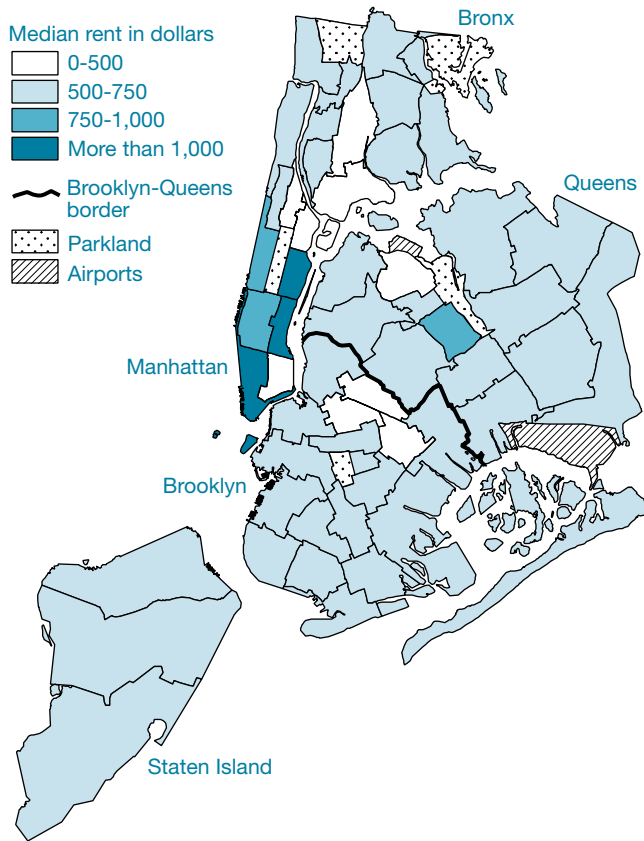 Median rent in dollars
0-500
500-750
750-1,000
More than 1,000
Brooklyn-Queens
border
Parkland
Airports
Bronx
Queens
Manhattan
Brooklyn
Staten Island